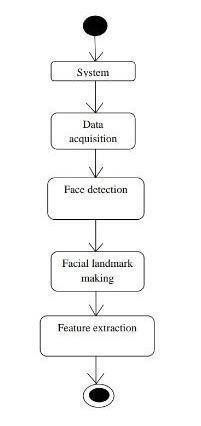 System
Data
acquisition
Face detection
Facial landmark
making
Feature extraction